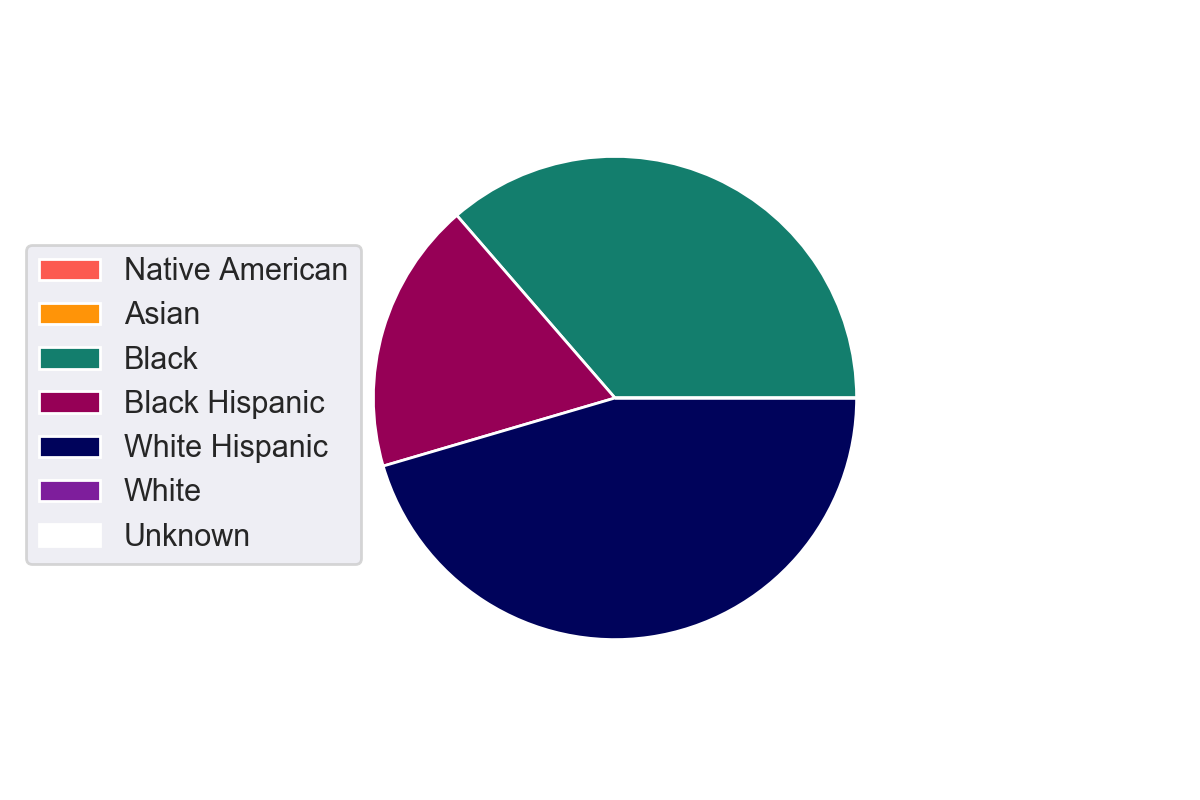 Native American
Asian
Black
Black Hispanic
White Hispanic
White
Unknown